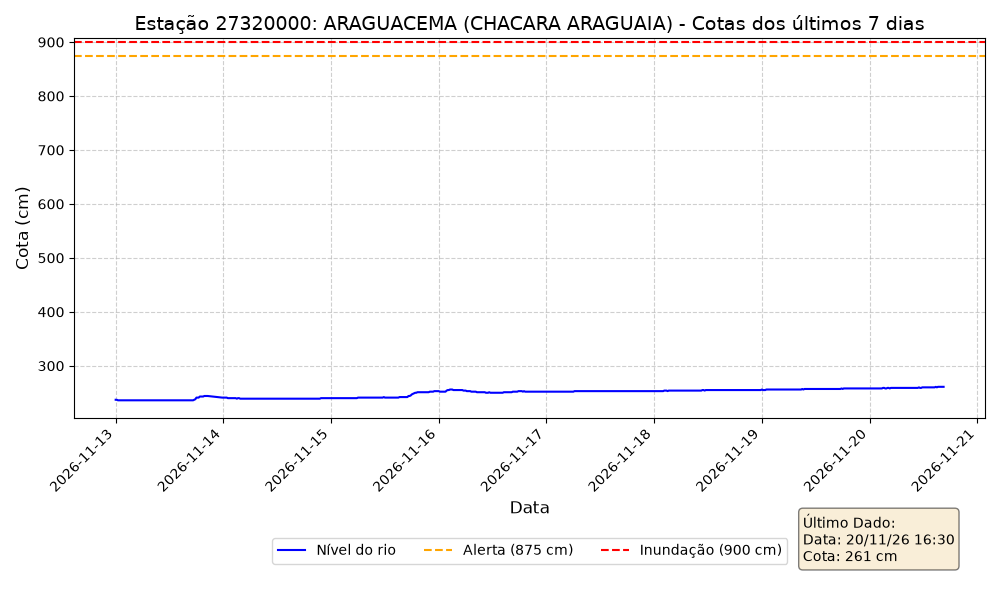 Estação 27320000: ARAGUACEMA (CHACARA ARAGUAIA) - Cotas dos últimos 7 dias
Cota (cm)
900
800
700
600
500
400
300
2026-11-13
2026-11-14
2026-11-15
2026-11-16
2026-11-17
2026-11-18
2026-11-19
2026-11-20
2026-11-21
Data
Nível do rio
Alerta (875 cm)
Inundação (900 cm)
Último Dado:
Data: 20/11/26 16:30
Cota: 261 cm